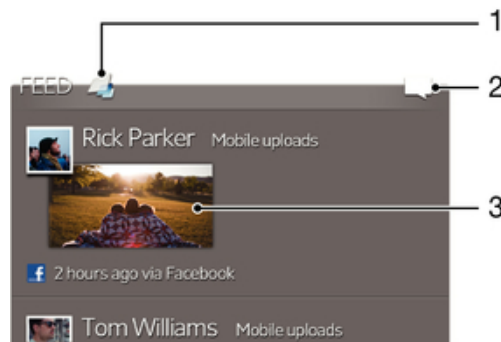 1
FEED
2
Rick Parker Mobile uploads
3
f 2 hours ago via Facebook
Tom Williams Mobile uploads